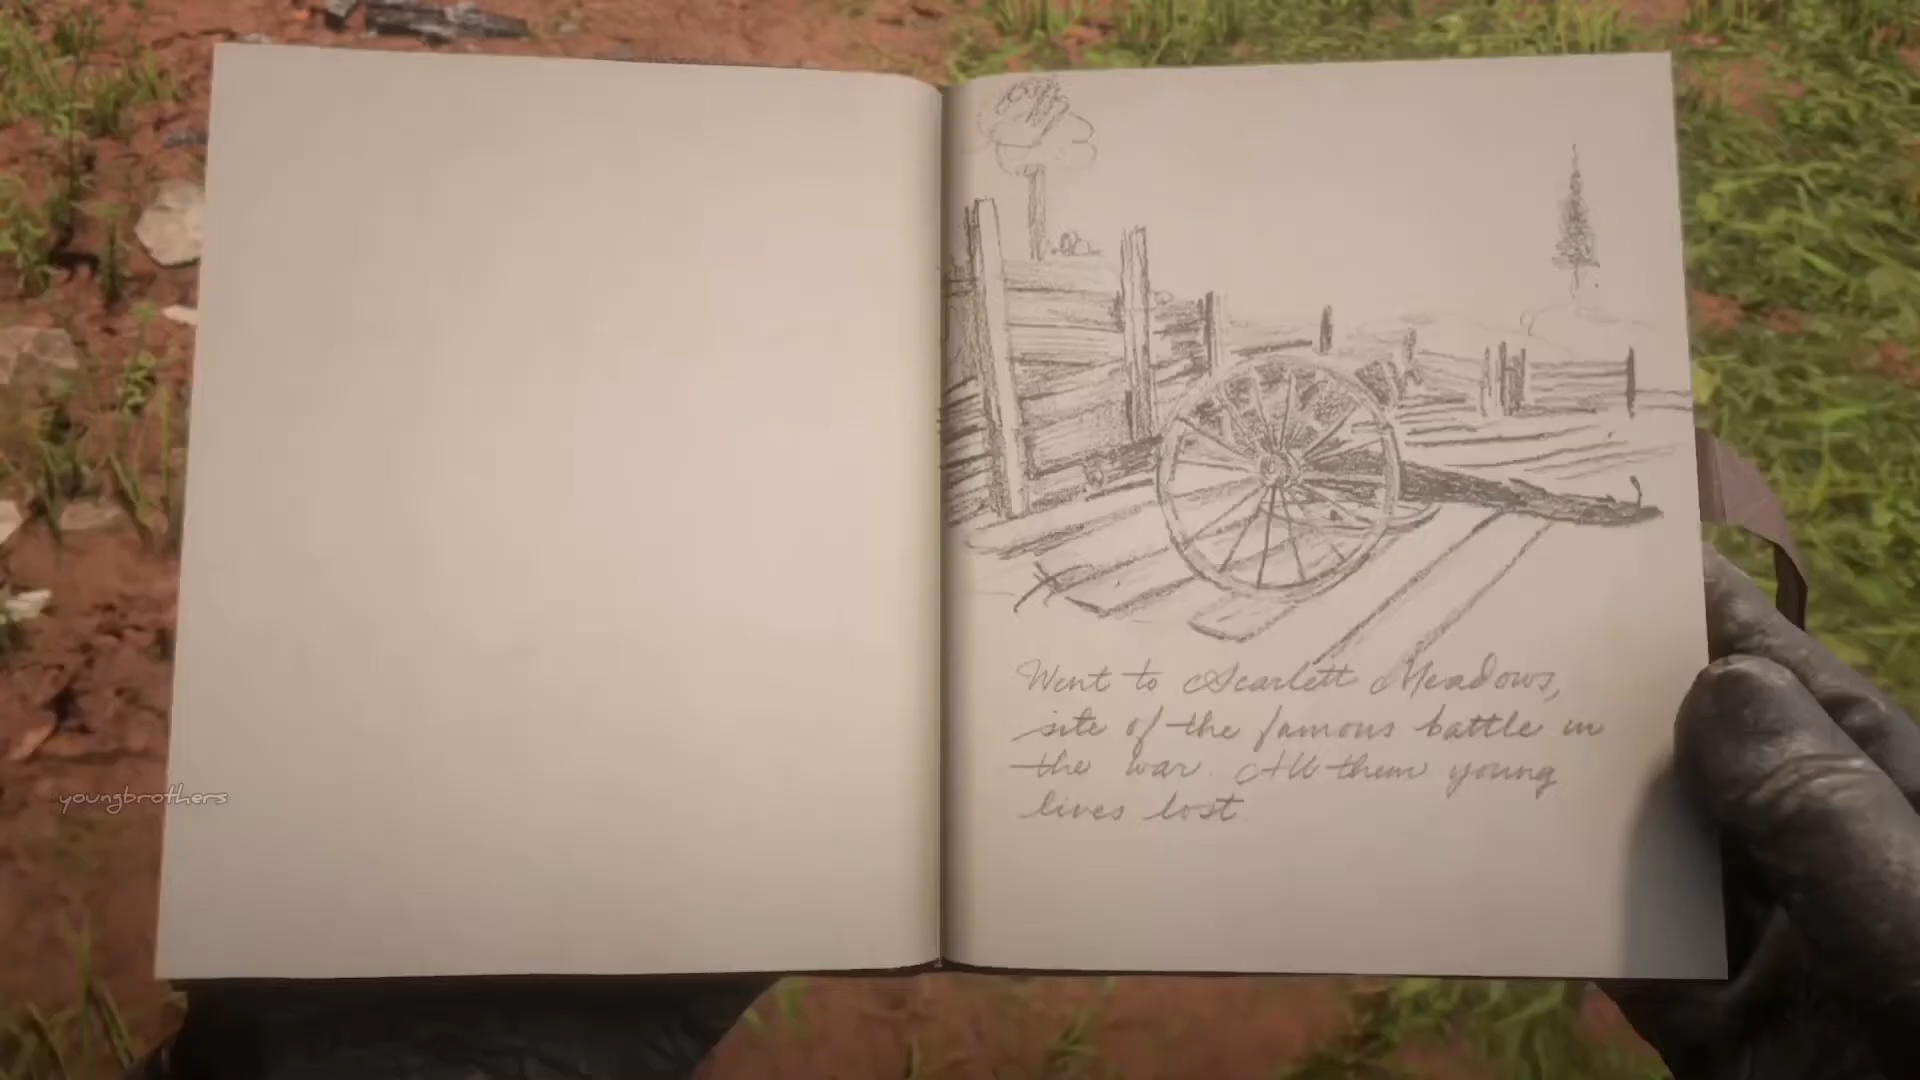 Went to Scarlett Meadows,
site of the famous battle in
the war. All them young
lives lost
youngbrothers